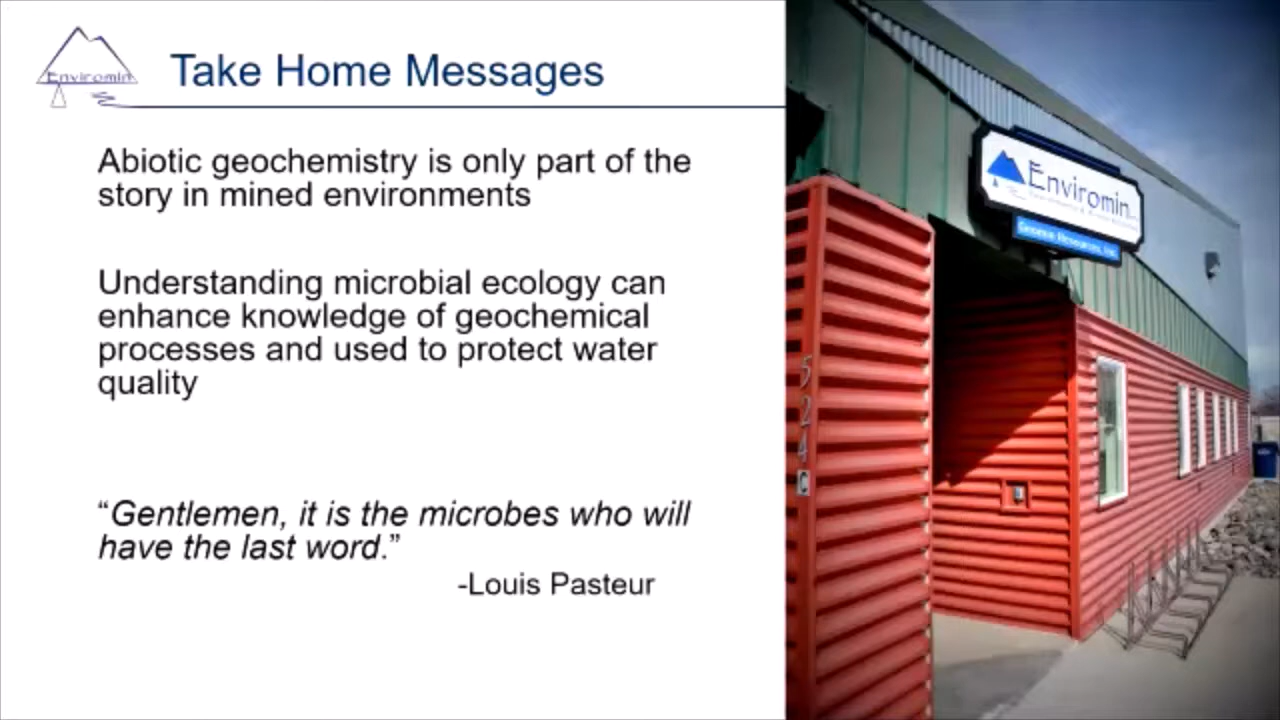 Enviromin
Take Home Messages
Abiotic geochemistry is only part of the
story in mined environments
Understanding microbial ecology can
enhance knowledge of geochemical
processes and used to protect water
quality
“Gentlemen, it is the microbes who will
have the last word.”
-Louis Pasteur
Enviromin
524
C